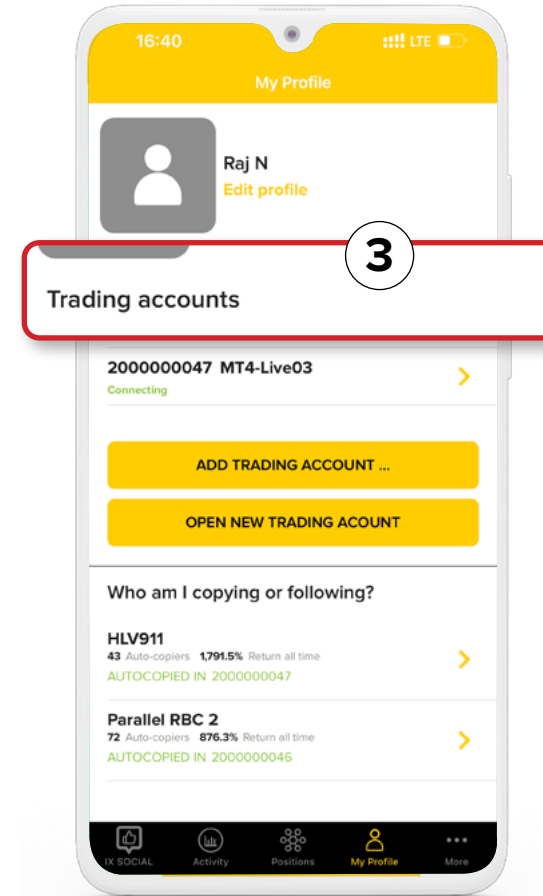 16:40 LTE
My Profile
Raj N
Edit profile
3
Trading accounts
2000000047 MT4-Live03
Connecting
ADD TRADING ACCOUNT ...
OPEN NEW TRADING ACOUNT
Who am I copying or following?
HLV911
43 Auto-copiers 1,791.5% Return all time
AUTOCOPIED IN 2000000047
Parallel RBC 2
72 Auto-copiers 876.3% Return all time
AUTOCOPIED IN 2000000046
IX SOCIAL Activity Positions My Profile More